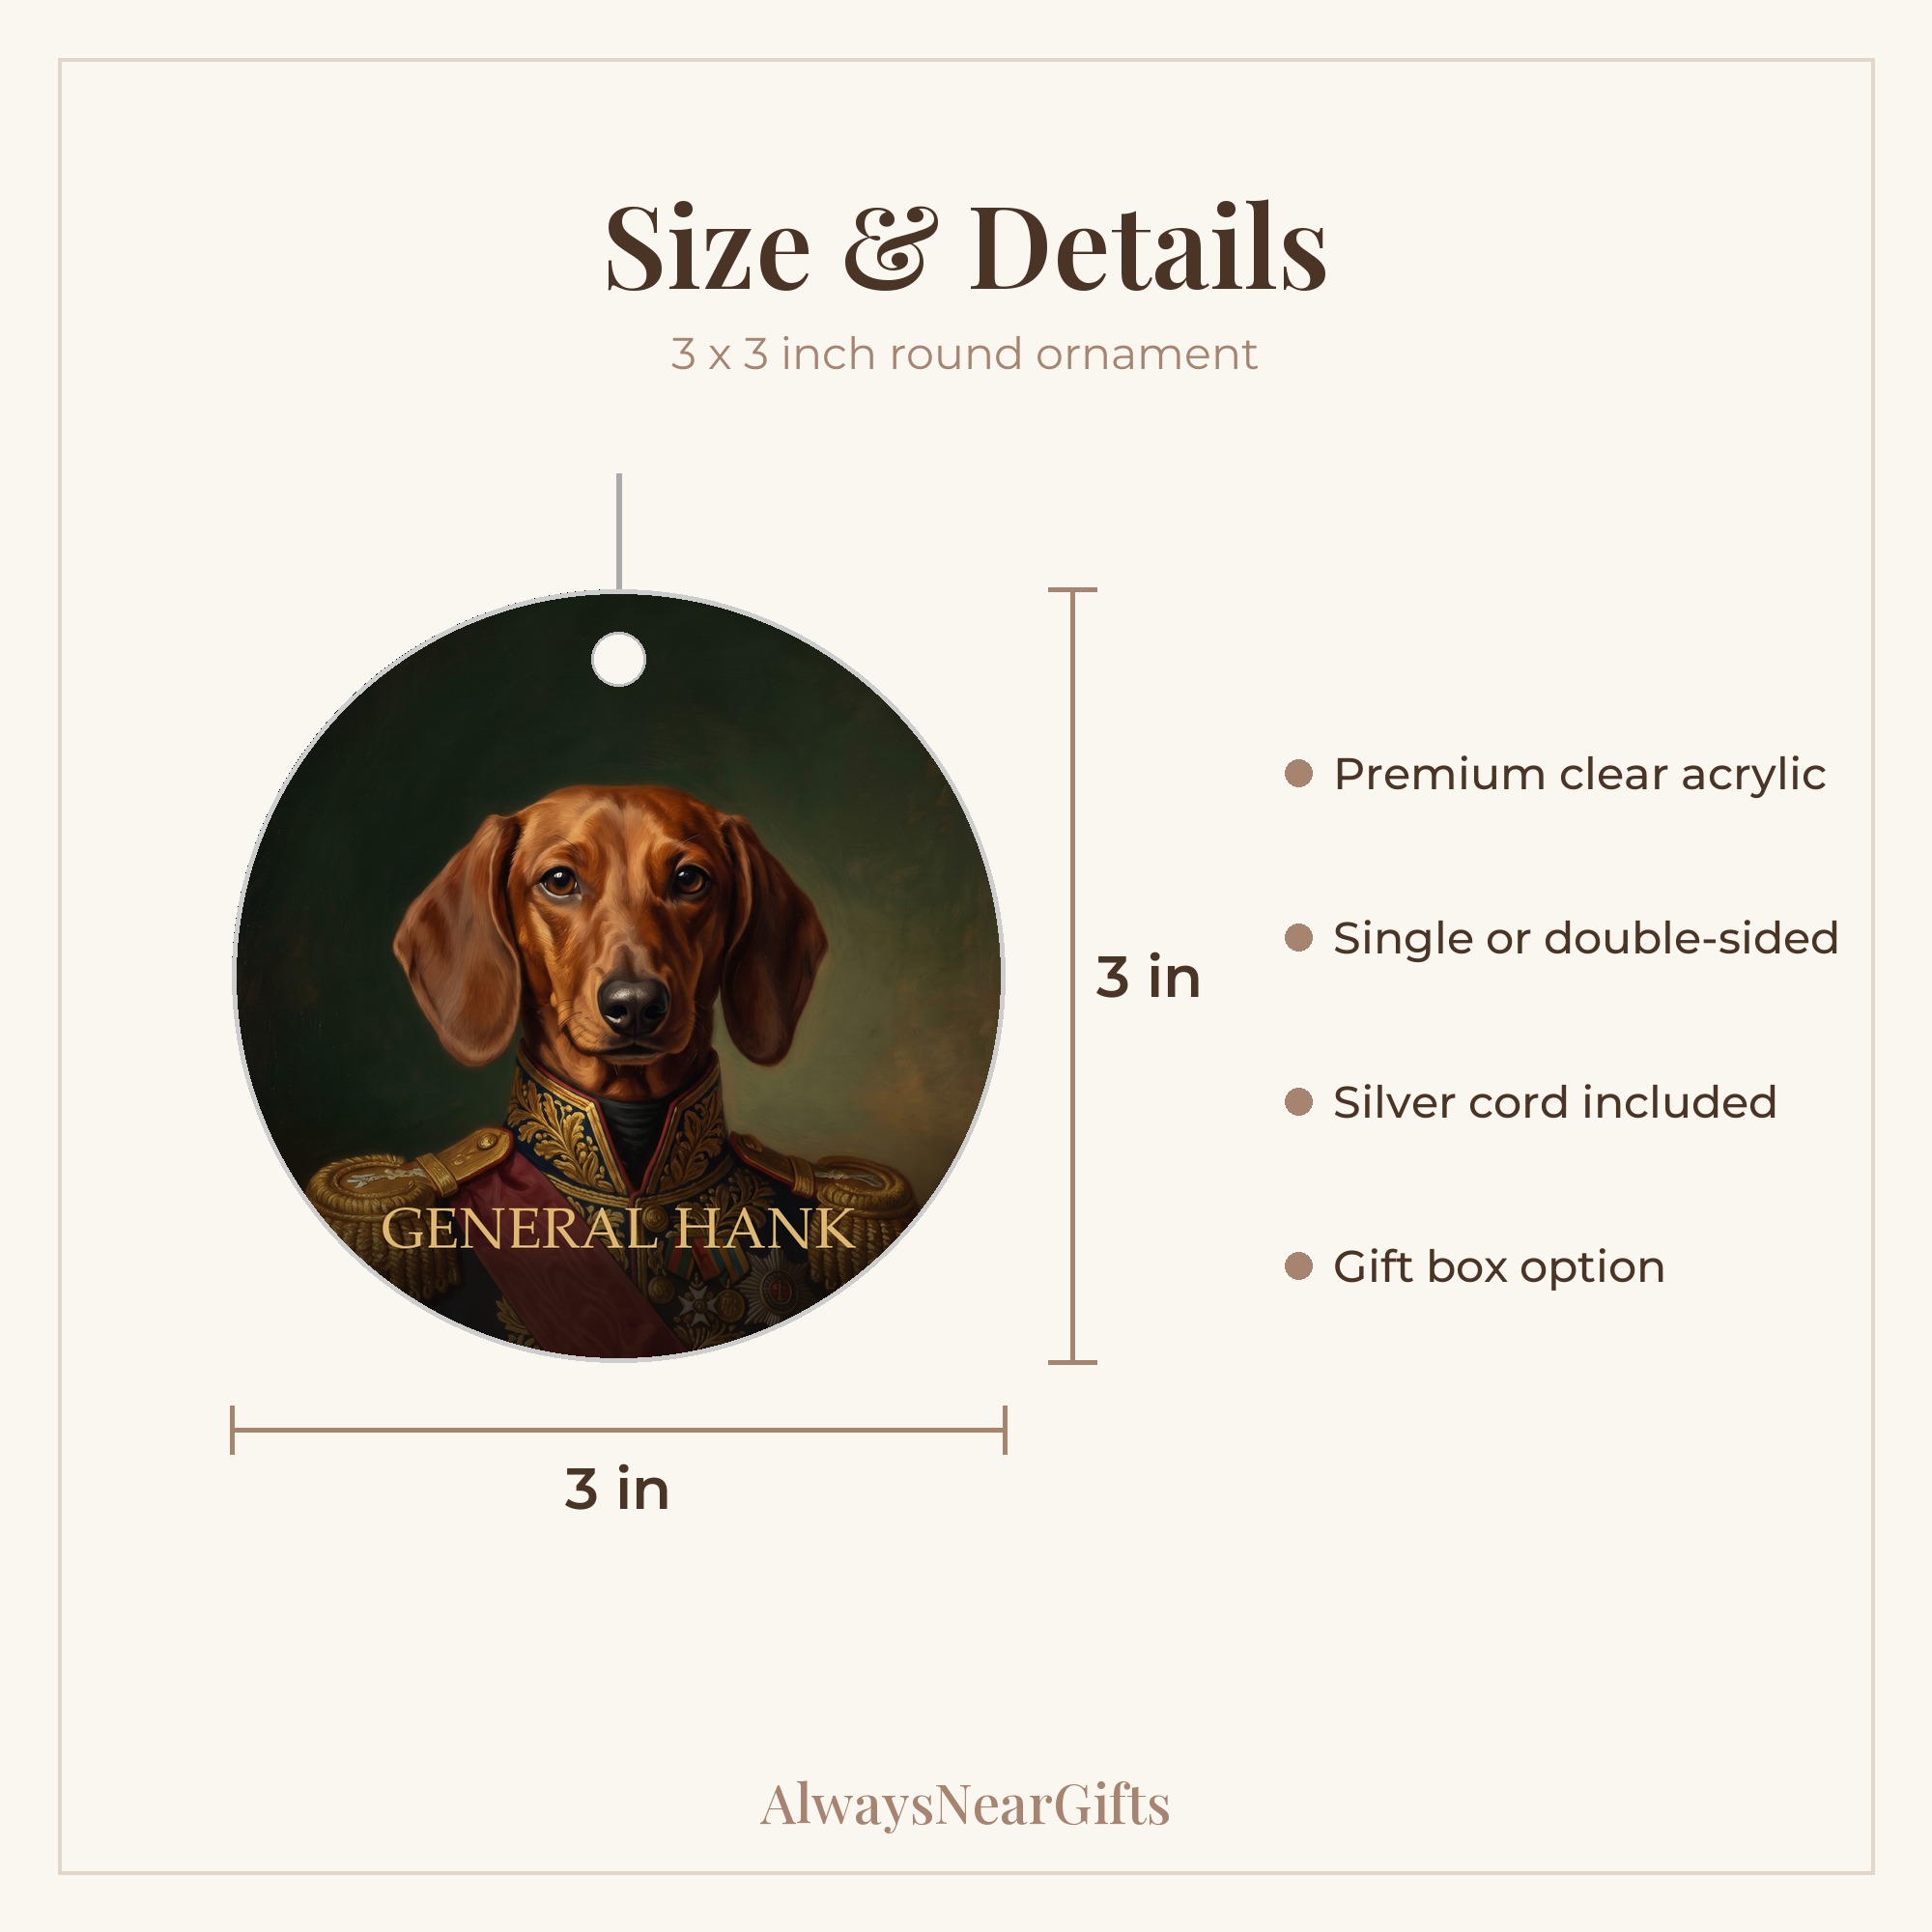 Size & Details
3 x 3 inch round ornament
Premium clear acrylic
Single or double-sided
3 in
Silver cord included
GENERAL HANK
Gift box option
3 in
AlwaysNearGifts